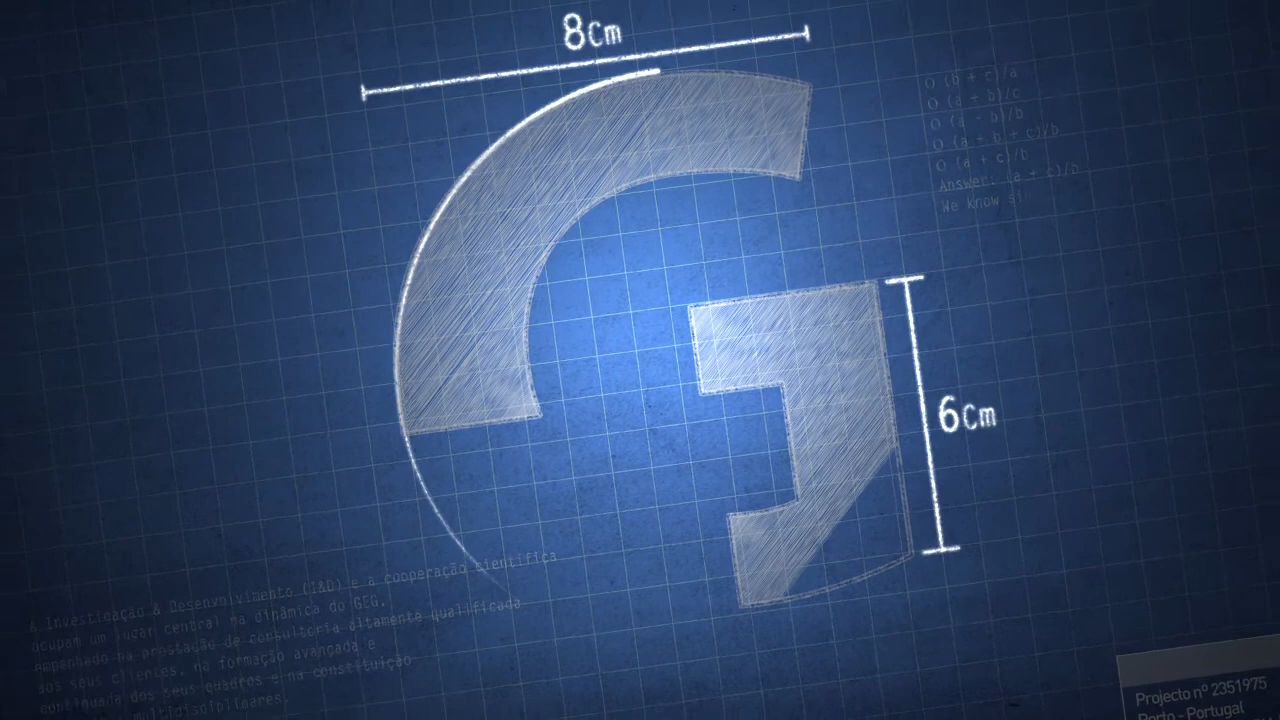 8cm
O (b + c)/a
O (a + b)/c
O (a - b)/b
O (a + b + c)/b
O (a + c)/b
Answer: (a + c)/b
We know
6cm
A Investigação & Desenvolvimento (I&D) e a cooperação cientifica
ocupam um lugar central na dinâmica do GEG,
empenhado na prestação de consultoria altamente qualificada
aos seus clientes, na formação avançada e
continuada dos seus quadros e na constituição
multidisciplinares.
Projecto nº 2351975
Porto - Portugal